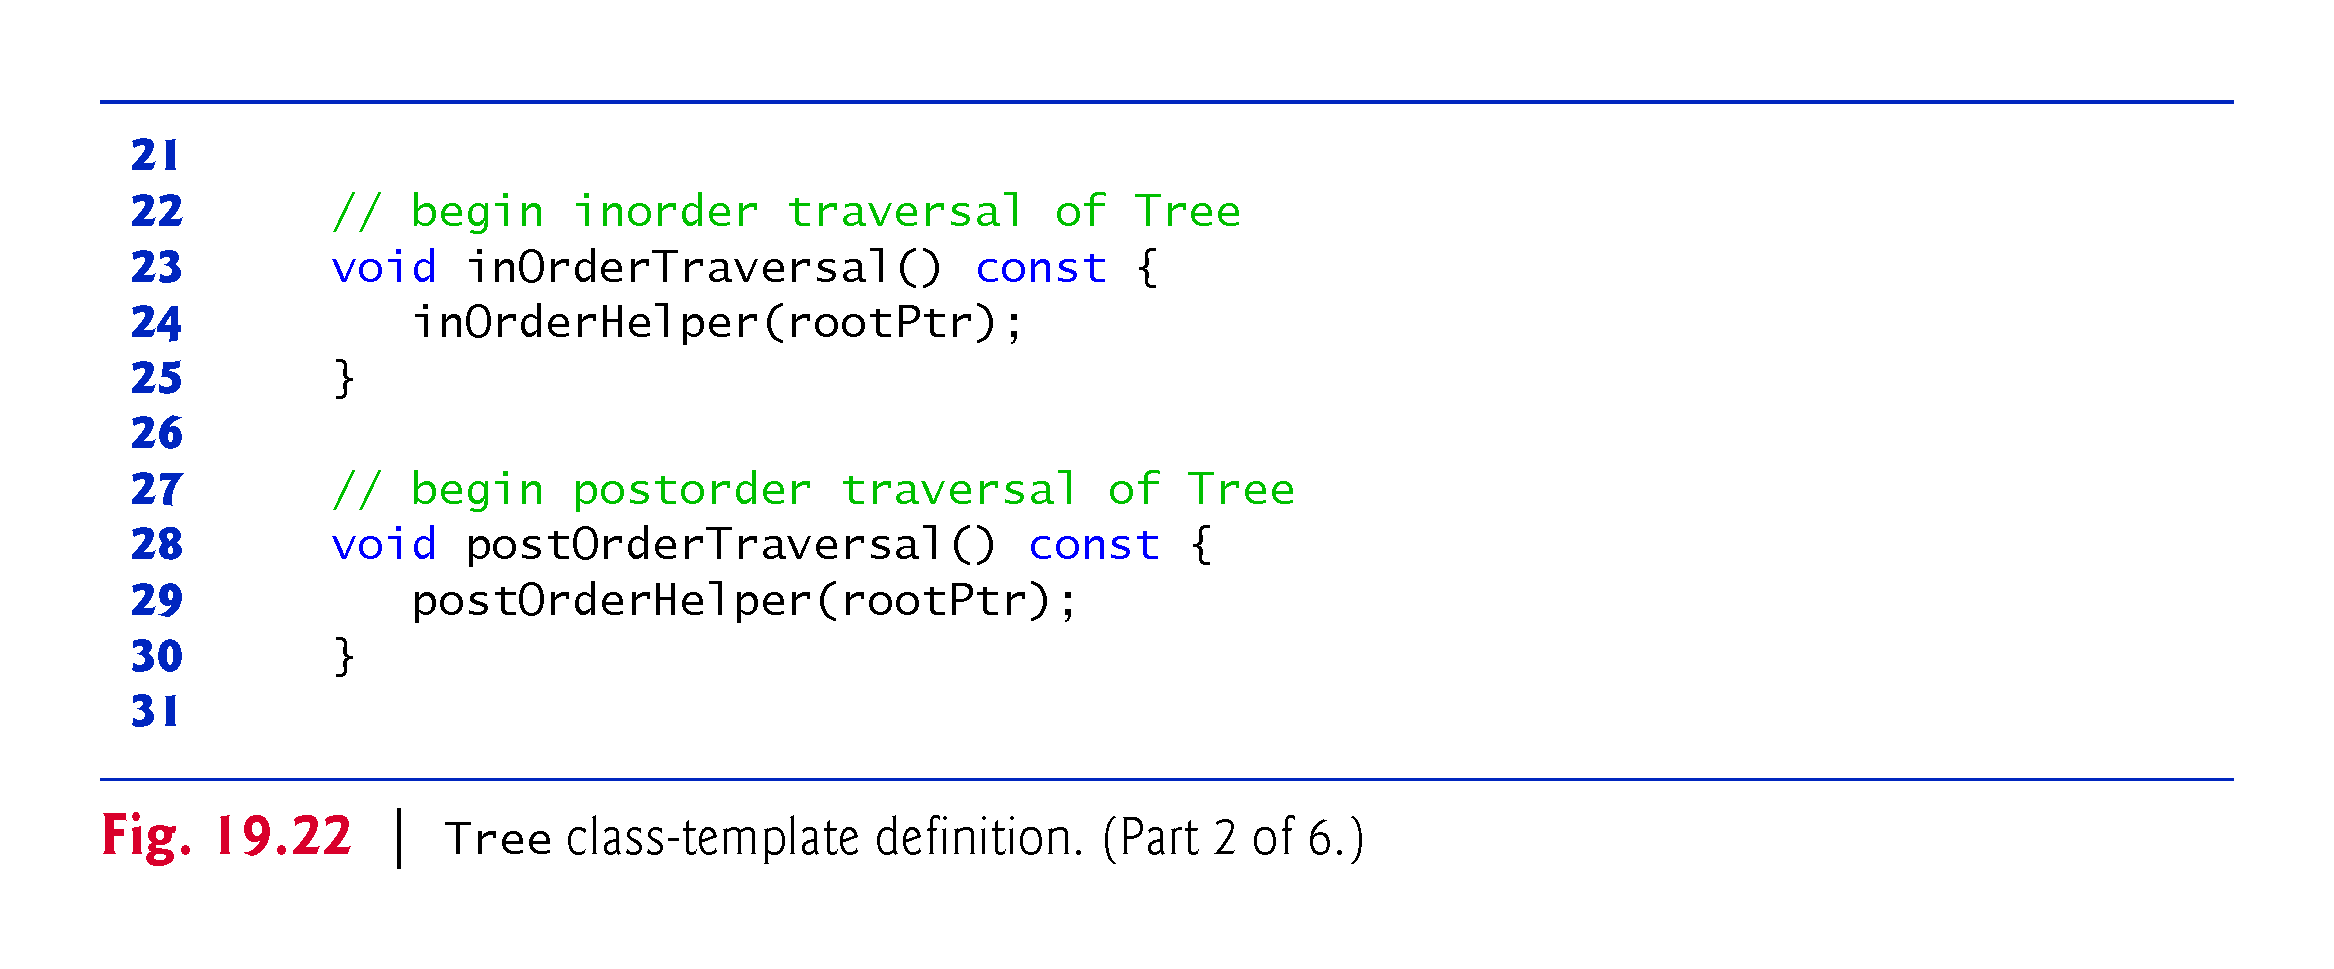 21
22 // begin inorder traversal of Tree
23 void inOrderTraversal() const {
24 inOrderHelper(rootPtr);
25 }
26
27 // begin postorder traversal of Tree
28 void postOrderTraversal() const {
29 postOrderHelper(rootPtr);
30 }
31
Fig. 19.22 | Tree class-template definition. (Part 2 of 6.)